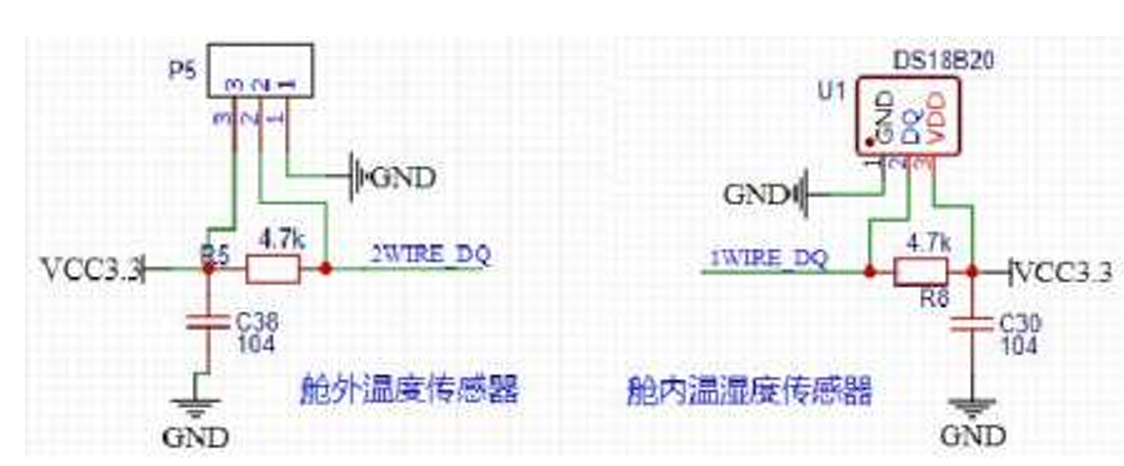 P5
3 2 1
3 2 1
GND
R5
4.7k
2WIRE_DQ
VCC3.3
C38
104
舱外温度传感器
GND
DS18B20
U1
GND DQ VDD
1 2 3
GND
4.7k
1WIRE_DQ
VCC3.3
R8
C30
104
舱内温湿度传感器
GND